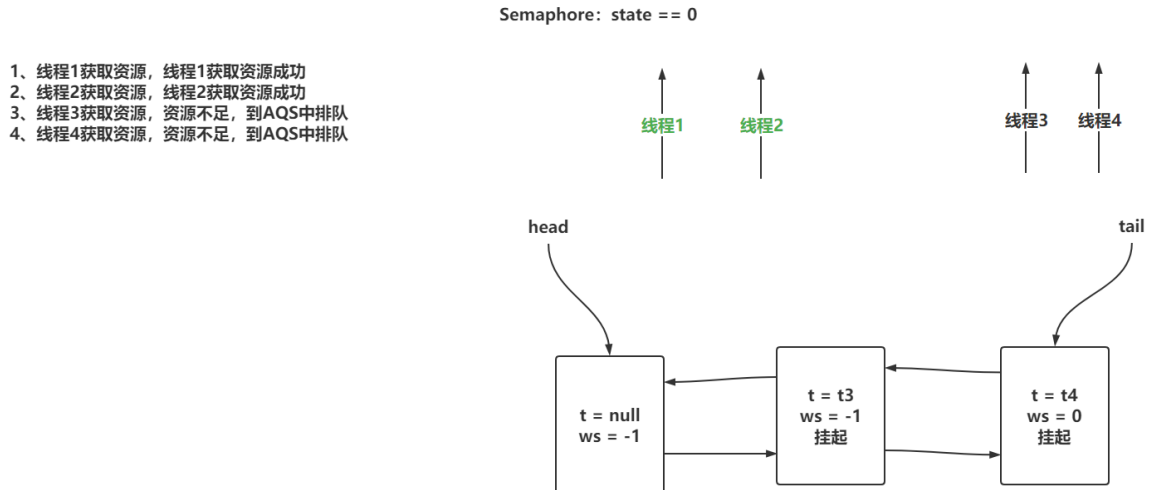 Semaphore：state == 0
1、线程1获取资源，线程1获取资源成功
2、线程2获取资源，线程2获取资源成功
3、线程3获取资源，资源不足，到AQS中排队
4、线程4获取资源，资源不足，到AQS中排队
线程1
线程2
线程3
线程4
head
tail
t = null
ws = -1
t = t3
ws = -1
挂起
t = t4
ws = 0
挂起